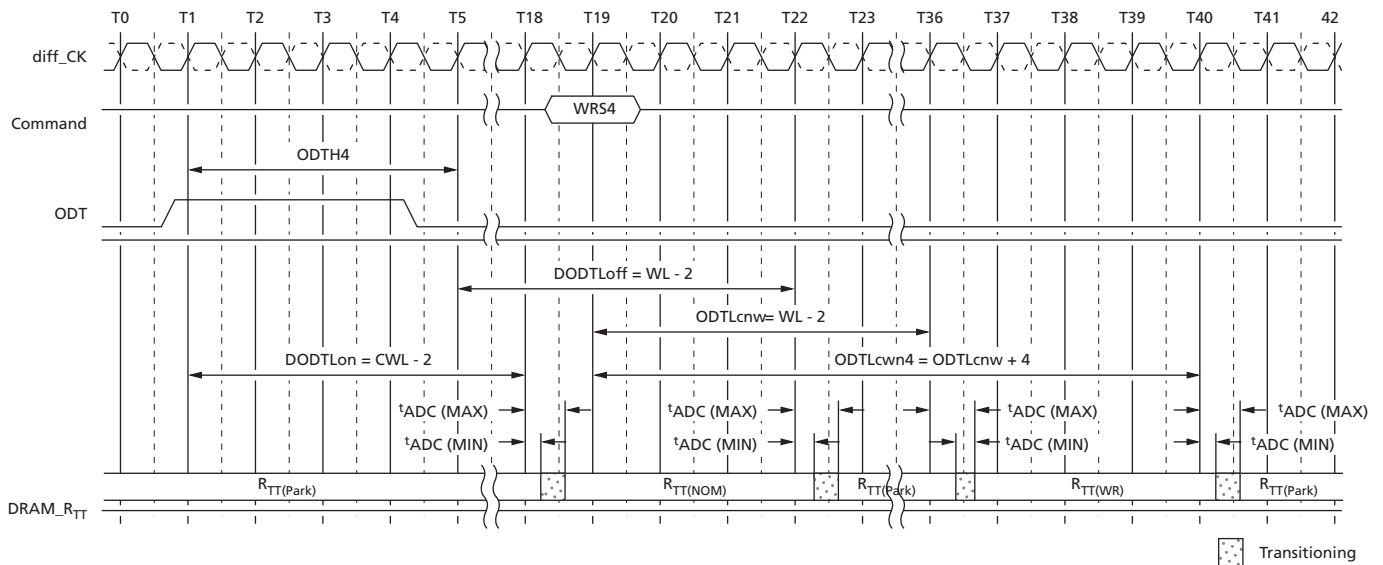 T0 T1 T2 T3 T4 T5 T18 T19 T20 T21 T22 T23 T36 T37 T38 T39 T40 T41 42
diff_CK
WRS4
Command
ODTH4
ODT
DODTLoff = WL - 2
ODTLcnw= WL - 2
DODTLon = CWL - 2 ODTLcwn4 = ODTLcnw + 4
tADC (MAX) tADC (MAX) tADC (MAX) tADC (MAX)
tADC (MIN) tADC (MIN) tADC (MIN) tADC (MIN)
RTT(Park) RTT(NOM) RTT(Park) RTT(WR) RTT(Park)
DRAM_RTT
Transitioning